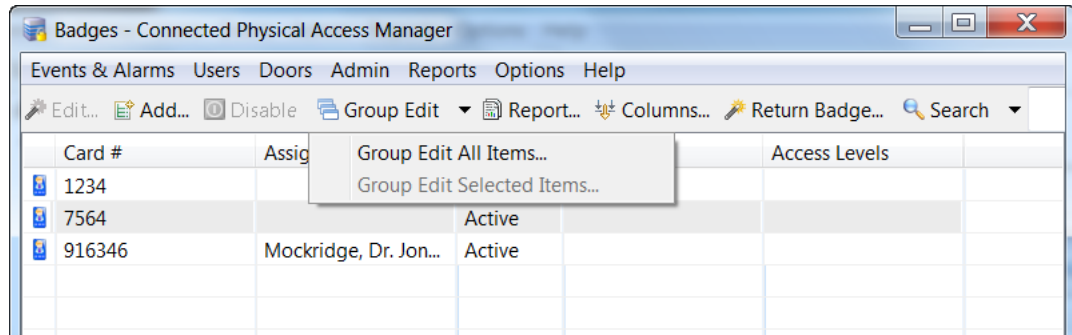 Badges - Connected Physical Access Manager
Events & Alarms Users Doors Admin Reports Options Help
Edit... Add... Disable Group Edit Report... Columns... Return Badge... Search
Card # Assig Access Levels
Group Edit All Items...
1234
Group Edit Selected Items...
7564 Active
916346 Mockridge, Dr. Jon... Active